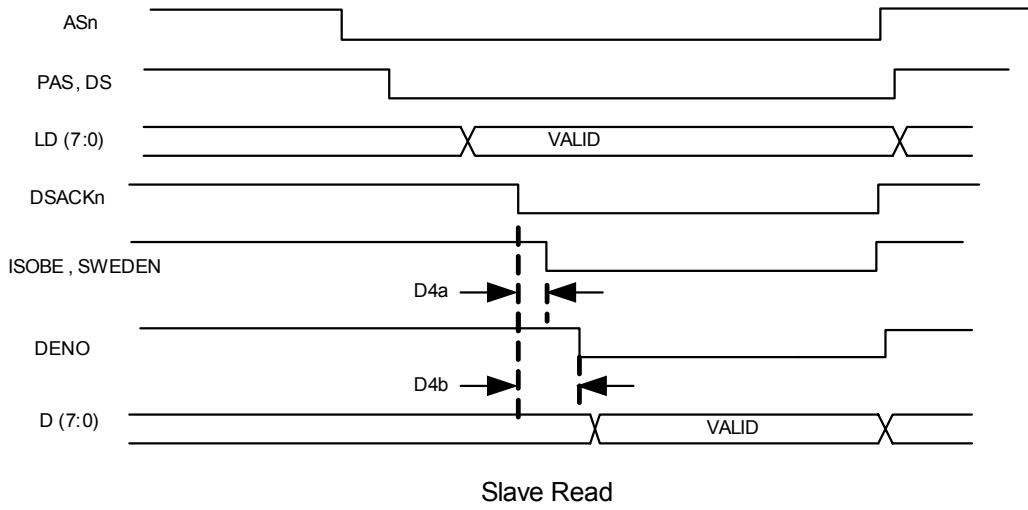 ASn
PAS, DS
LD (7:0)
VALID
DSACKn
ISOBE , SWEDEN
D4a
DENO
D4b
D (7:0)
VALID
Slave Read